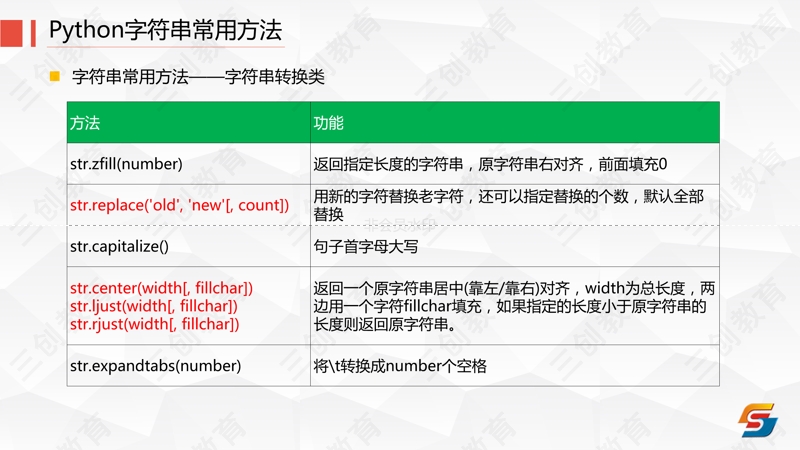 Python字符串常用方法
字符串常用方法——字符串转换类
方法
功能
str.zfill(number)
返回指定长度的字符串，原字符串右对齐，前面填充0
str.replace('old', 'new'[, count])
用新的字符替换老字符，还可以指定替换的个数，默认全部
替换
非会员水印
str.capitalize()
句子首字母大写
str.center(width[, fillchar])
str.ljust(width[, fillchar])
str.rjust(width[, fillchar])
返回一个原字符串居中(靠左/靠右)对齐，width为总长度，两
边用一个字符fillchar填充，如果指定的长度小于原字符串的
长度则返回原字符串。
str.expandtabs(number)
将\t转换成number个空格
三创教育